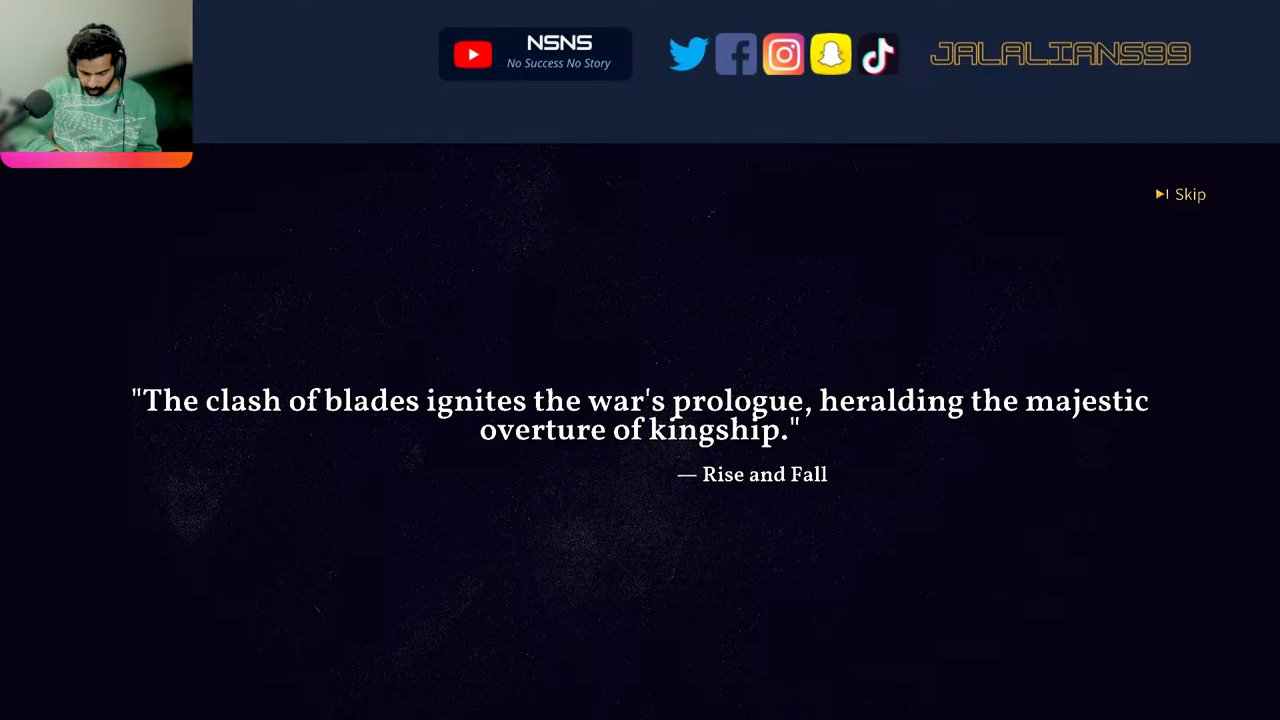 NSNS
No Success No Story
JALALIANS99
Skip
"The clash of blades ignites the war's prologue, heralding the majestic
overture of kingship."
— Rise and Fall